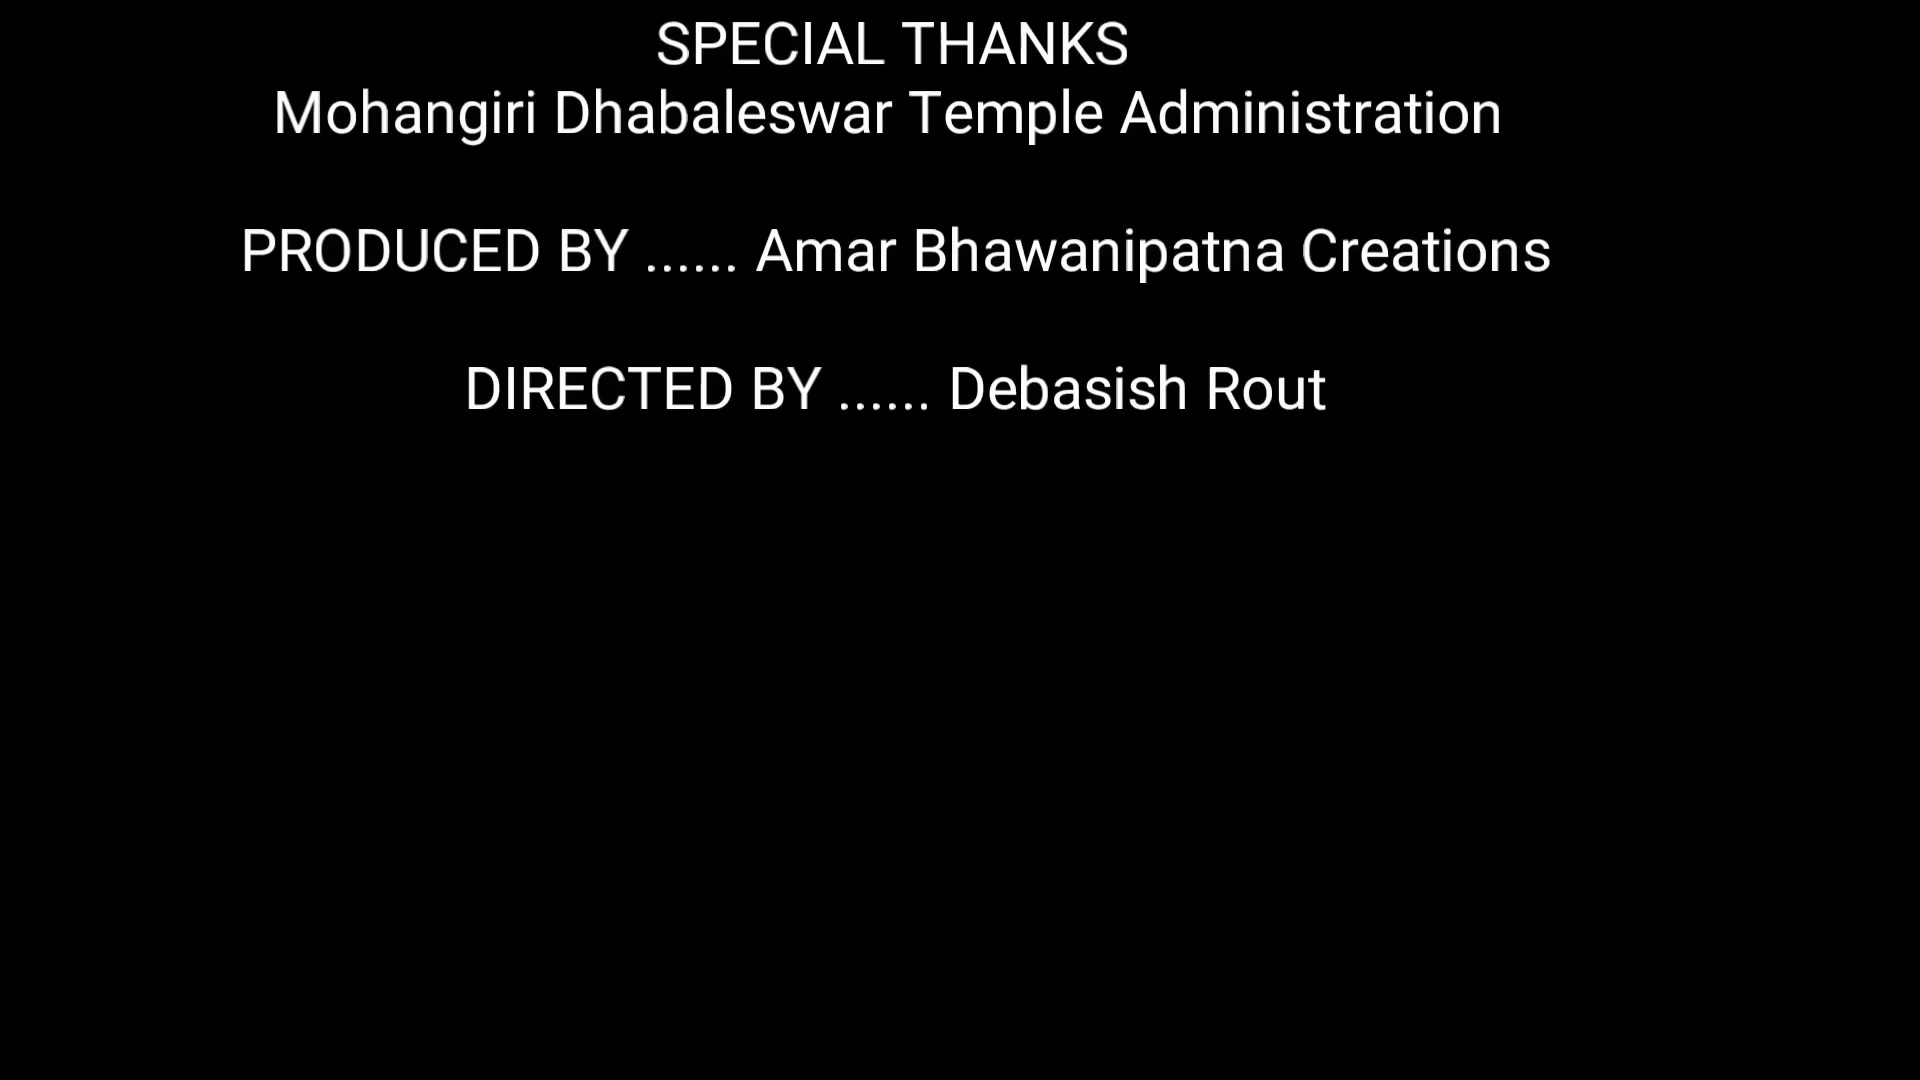 SPECIAL THANKS
Mohangiri Dhabaleswar Temple Administration
PRODUCED BY ...... Amar Bhawanipatna Creations
DIRECTED BY ...... Debasish Rout